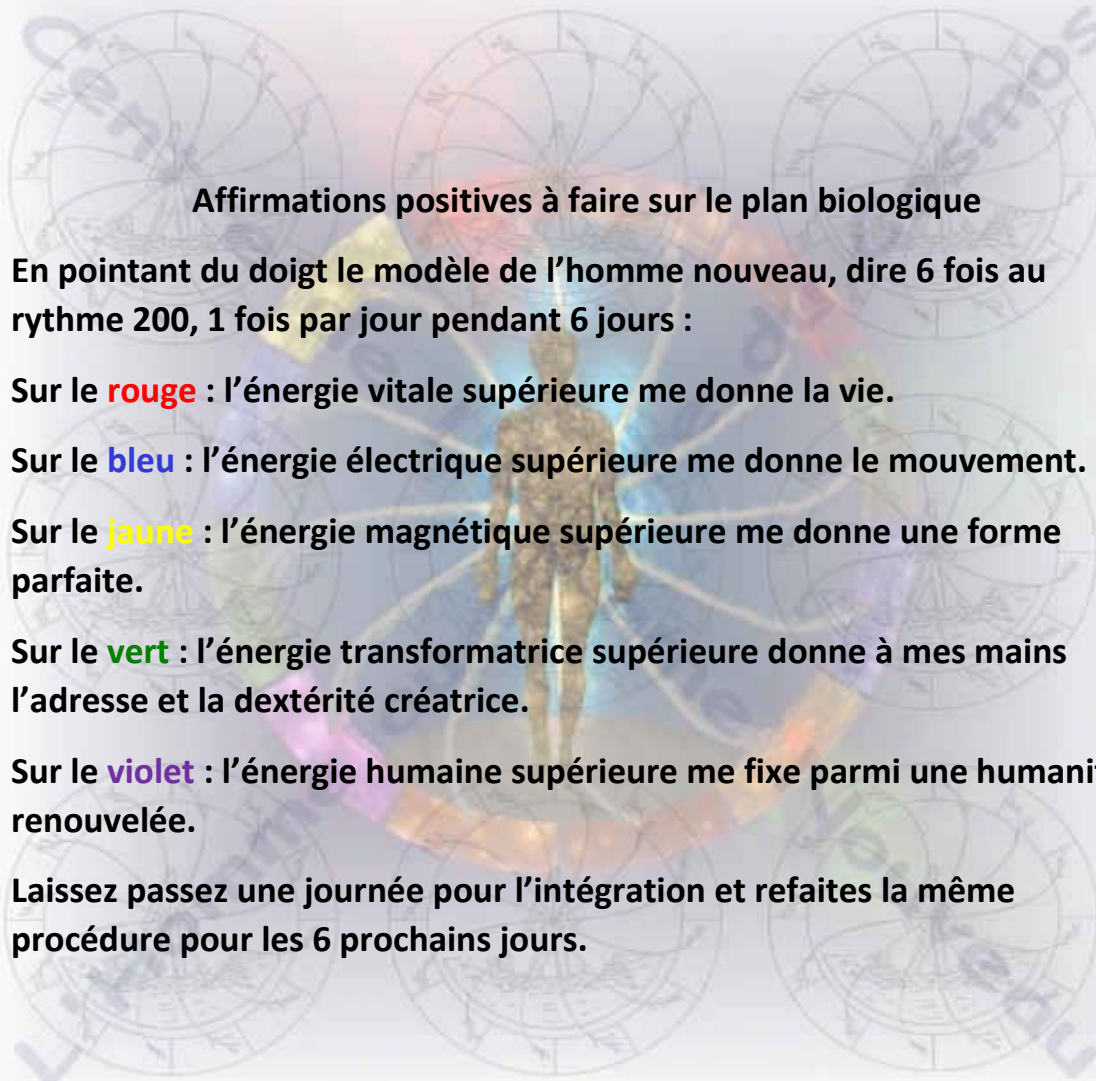 Affirmations positives à faire sur le plan biologique
En pointant du doigt le modèle de l’homme nouveau, dire 6 fois au
rythme 200, 1 fois par jour pendant 6 jours :
Sur le rouge : l’énergie vitale supérieure me donne la vie.
Sur le bleu : l’énergie électrique supérieure me donne le mouvement.
Sur le jaune : l’énergie magnétique supérieure me donne une forme
parfaite.
Sur le vert : l’énergie transformatrice supérieure donne à mes mains
l’adresse et la dextérité créatrice.
Sur le violet : l’énergie humaine supérieure me fixe parmi une humanit
renouvelée.
Laissez passez une journée pour l’intégration et refaites la même
procédure pour les 6 prochains jours.